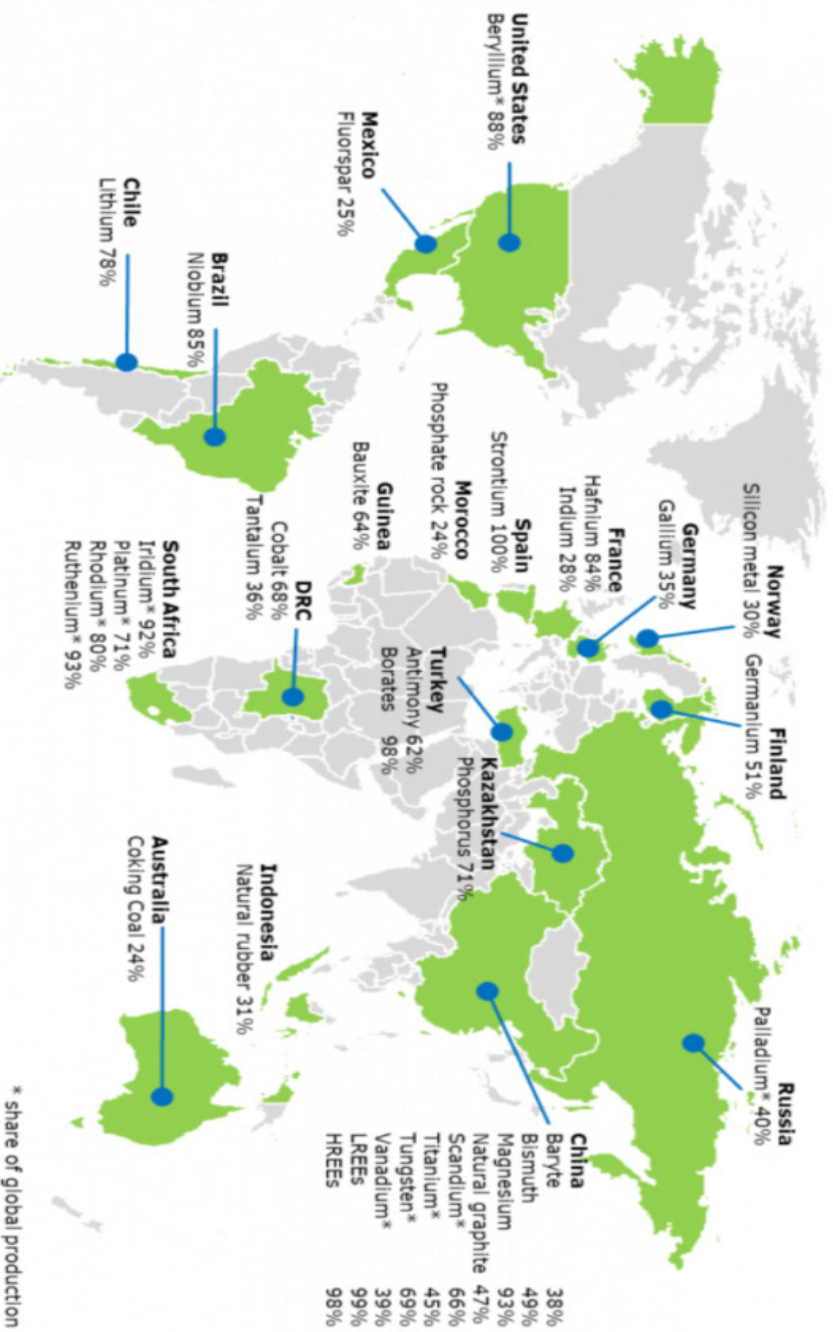 United States
Beryllium* 88%
Mexico
Fluorspar 25%
Chile
Lithium 78%
Brazil
Niobium 85%
Norway
Silicon metal 30%
Finland
Germanium 51%
Germany
Gallium 35%
France
Hafnium 84%
Indium 28%
Spain
Strontium 100%
Morocco
Phosphate rock 24%
Guinea
Bauxite 64%
DRC
Cobalt 68%
Tantalum 36%
South Africa
Iridium* 92%
Platinum* 71%
Rhodium* 80%
Ruthenium* 93%
Turkey
Antimony 62%
Borates 98%
Kazakhstan
Phosphorus 71%
Russia
Palladium* 40%
China
Baryte 38%
Bismuth 49%
Magnesium 93%
Natural graphite 47%
Scandium* 66%
Titanium* 45%
Tungsten* 69%
Vanadium* 39%
LREEs 99%
HREEs 98%
Indonesia
Natural rubber 31%
Australia
Coking Coal 24%
* share of global production